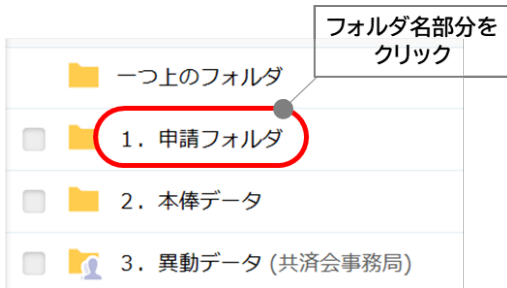 フォルダ名部分を
クリック
一つ上のフォルダ
1．申請フォルダ
2．本俸データ
3．異動データ (共済会事務局)